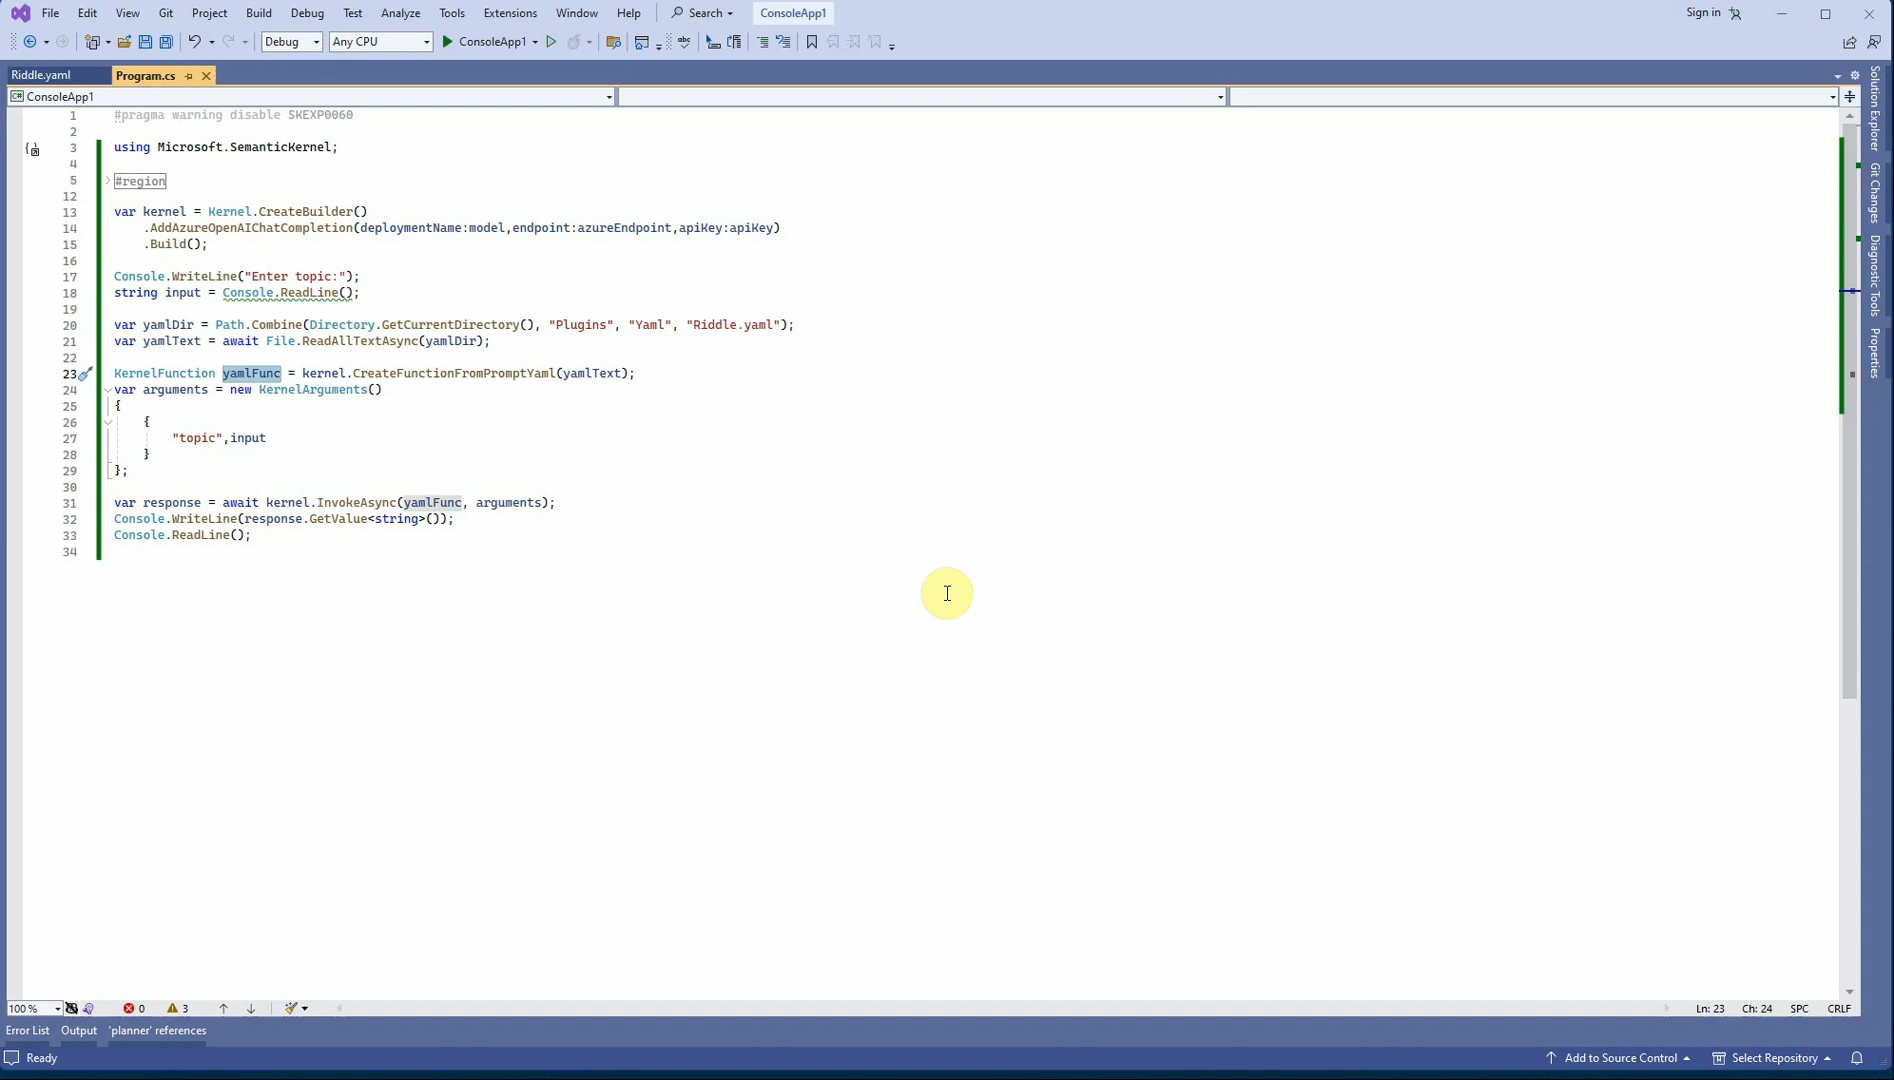 File Edit View Git Project Build Debug Test Analyze Tools Extensions Window Help Search ConsoleApp1 Sign in
Debug Any CPU ConsoleApp1
Riddle.yaml Program.cs
ConsoleApp1
1 #pragma warning disable SKEXP0060
2
3 using Microsoft.SemanticKernel;
4
5 #region
12
13 var kernel = Kernel.CreateBuilder()
14 .AddAzureOpenAIChatCompletion(deploymentName:model,endpoint:azureEndpoint,apiKey:apiKey)
15 .Build();
16
17 Console.WriteLine("Enter topic:");
18 string input = Console.ReadLine();
19
20 var yamlDir = Path.Combine(Directory.GetCurrentDirectory(), "Plugins", "Yaml", "Riddle.yaml");
21 var yamlText = await File.ReadAllTextAsync(yamlDir);
22
23 KernelFunction yamlFunc = kernel.CreateFunctionFromPromptYaml(yamlText);
24 var arguments = new KernelArguments()
25 {
26 {
27 "topic",input
28 }
29 };
30
31 var response = await kernel.InvokeAsync(yamlFunc, arguments);
32 Console.WriteLine(response.GetValue<string>());
33 Console.ReadLine();
34
Solution Explorer
Git Changes
Diagnostic Tools
Properties
100 % 0 3 Ln: 23 Ch: 24 SPC CRLF
Error List Output 'planner' references
Ready Add to Source Control Select Repository